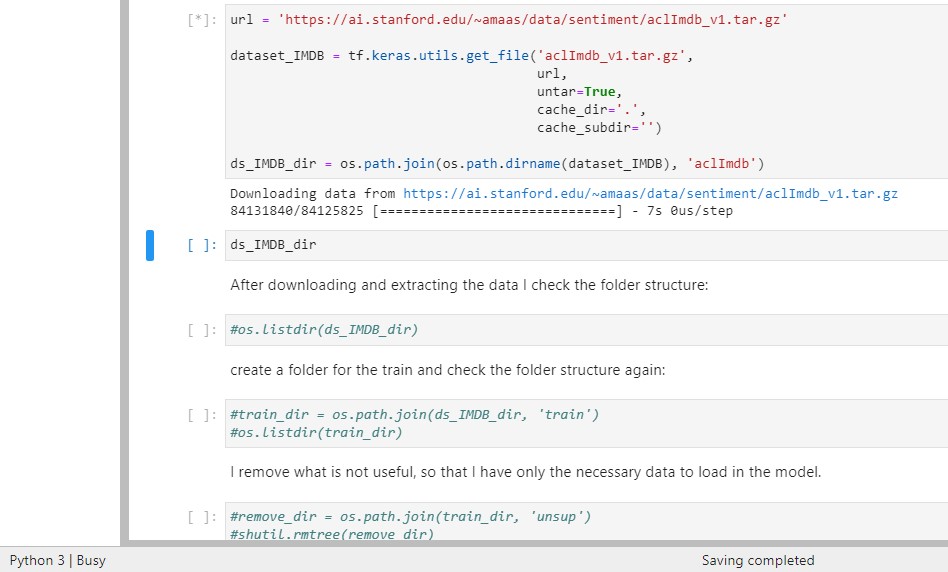 [*]: url = 'https://ai.stanford.edu/~amaas/data/sentiment/aclImdb_v1.tar.gz'
dataset_IMDB = tf.keras.utils.get_file('aclImdb_v1.tar.gz',
url,
untar=True,
cache_dir='.',
cache_subdir='')
ds_IMDB_dir = os.path.join(os.path.dirname(dataset_IMDB), 'aclImdb')
Downloading data from https://ai.stanford.edu/~amaas/data/sentiment/aclImdb_v1.tar.gz
84131840/84125825 [==============================] - 7s 0us/step
[ ]: ds_IMDB_dir
After downloading and extracting the data I check the folder structure:
[ ]: #os.listdir(ds_IMDB_dir)
create a folder for the train and check the folder structure again:
[ ]: #train_dir = os.path.join(ds_IMDB_dir, 'train')
#os.listdir(train_dir)
I remove what is not useful, so that I have only the necessary data to load in the model.
[ ]: #remove_dir = os.path.join(train_dir, 'unsup')
#shutil.rmtree(remove_dir)
Python 3 | Busy
Saving completed